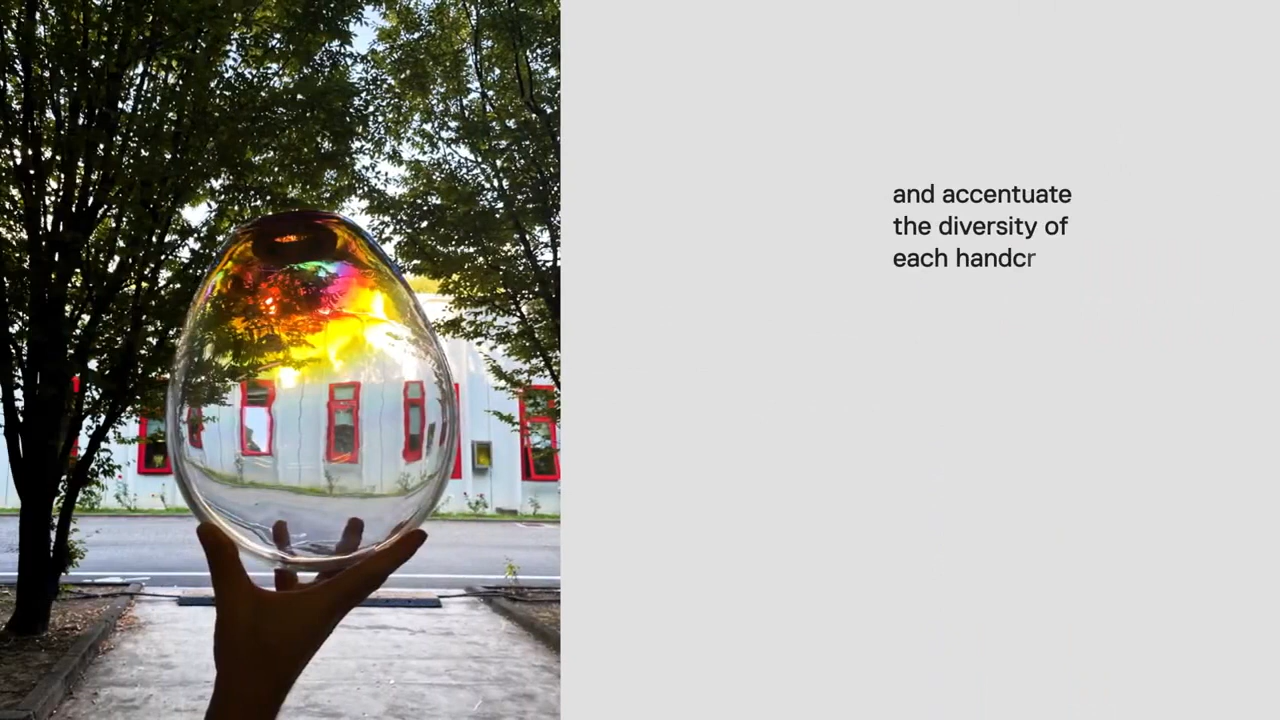 and accentuate
the diversity of
each handcr